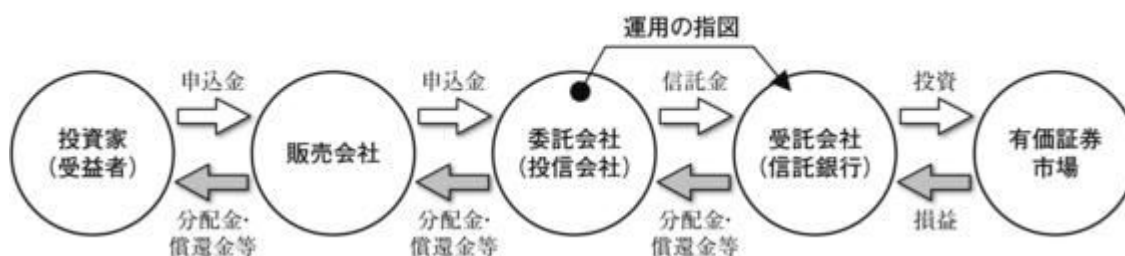 運用の指図
申込金
申込金
信託金
投資
投資家
(受益者)
販売会社
委託会社
(投信会社)
受託会社
(信託銀行)
有価証券
市場
分配金・
償還金等
分配金・
償還金等
分配金・
償還金等
損益